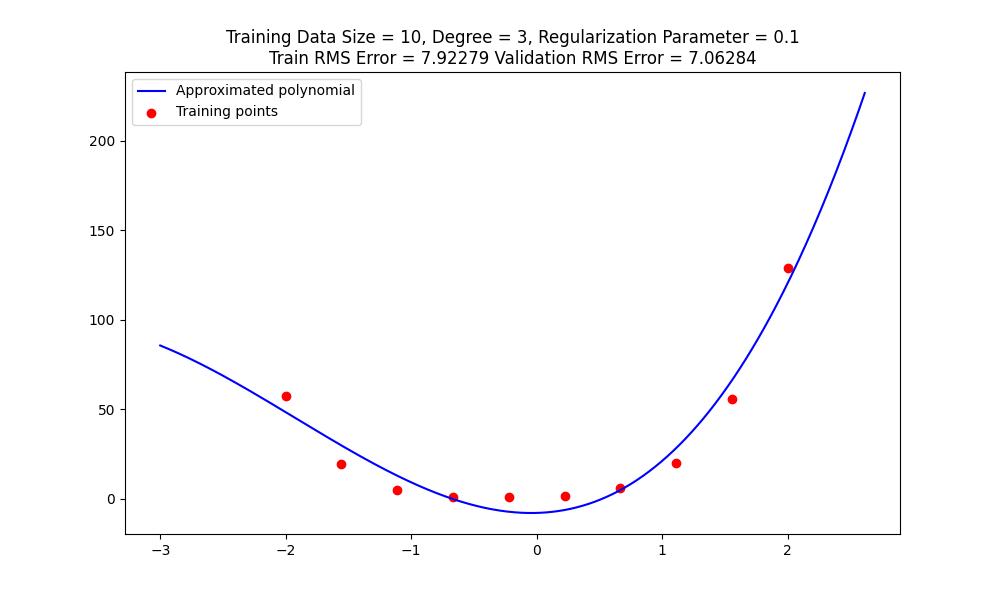 Training Data Size = 10, Degree = 3, Regularization Parameter = 0.1
Train RMS Error = 7.92279 Validation RMS Error = 7.06284
Approximated polynomial
Training points
200
150
100
50
0
−3
−2
−1
0
1
2